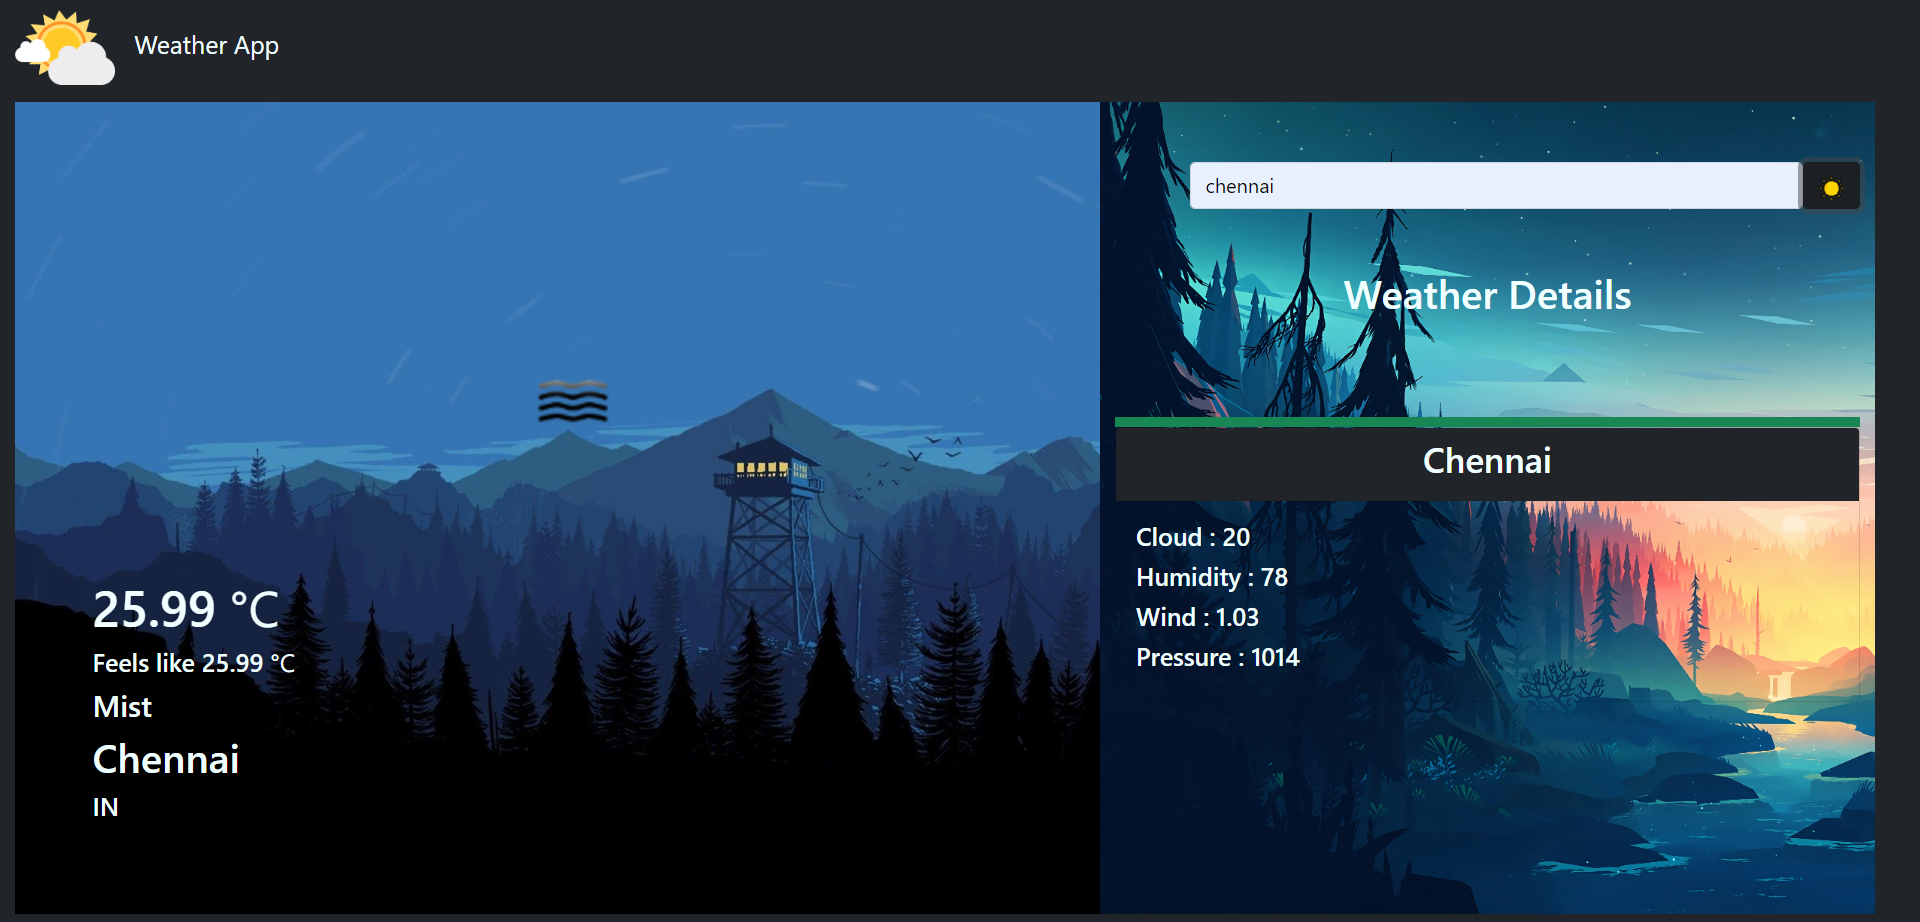 Weather App
25.99 °C
Feels like 25.99 °C
Mist
Chennai
IN
chennai
Weather Details
Chennai
Cloud : 20
Humidity : 78
Wind : 1.03
Pressure : 1014